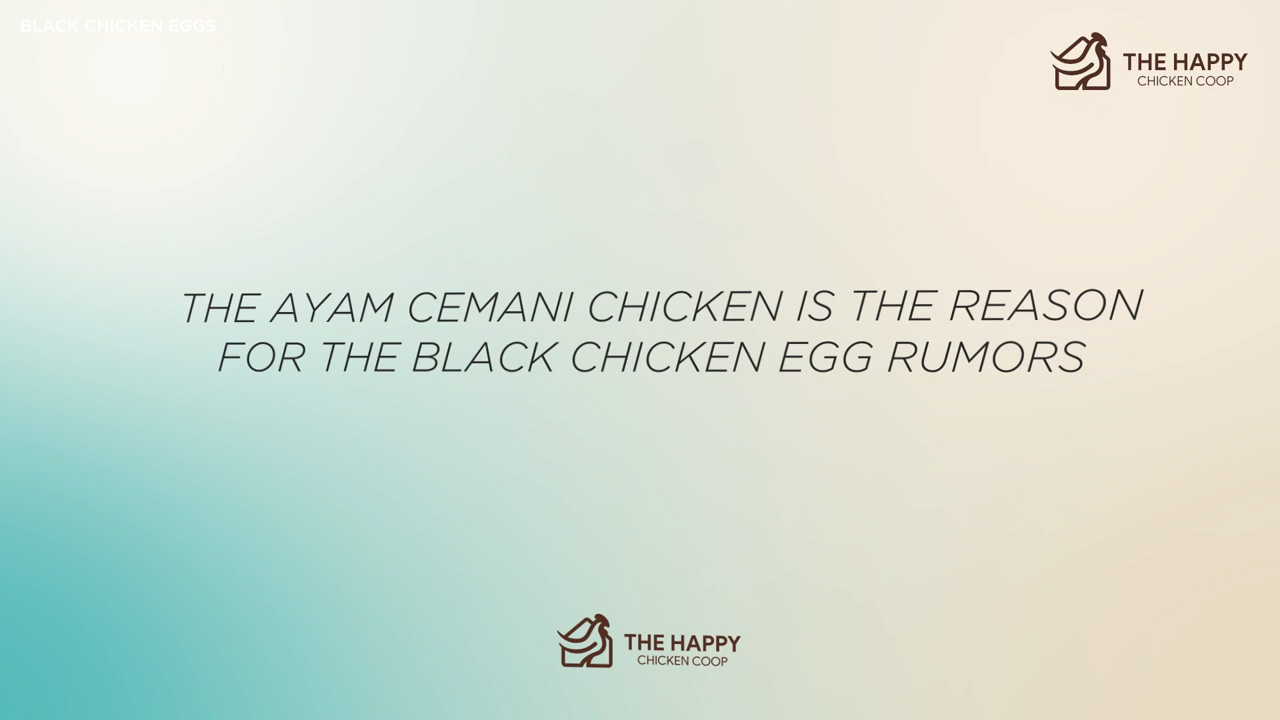 BLACK CHICKEN EGGS
THE HAPPY
CHICKEN COOP
THE AYAM CEMANI CHICKEN IS THE REASON
FOR THE BLACK CHICKEN EGG RUMORS
THE HAPPY
CHICKEN COOP